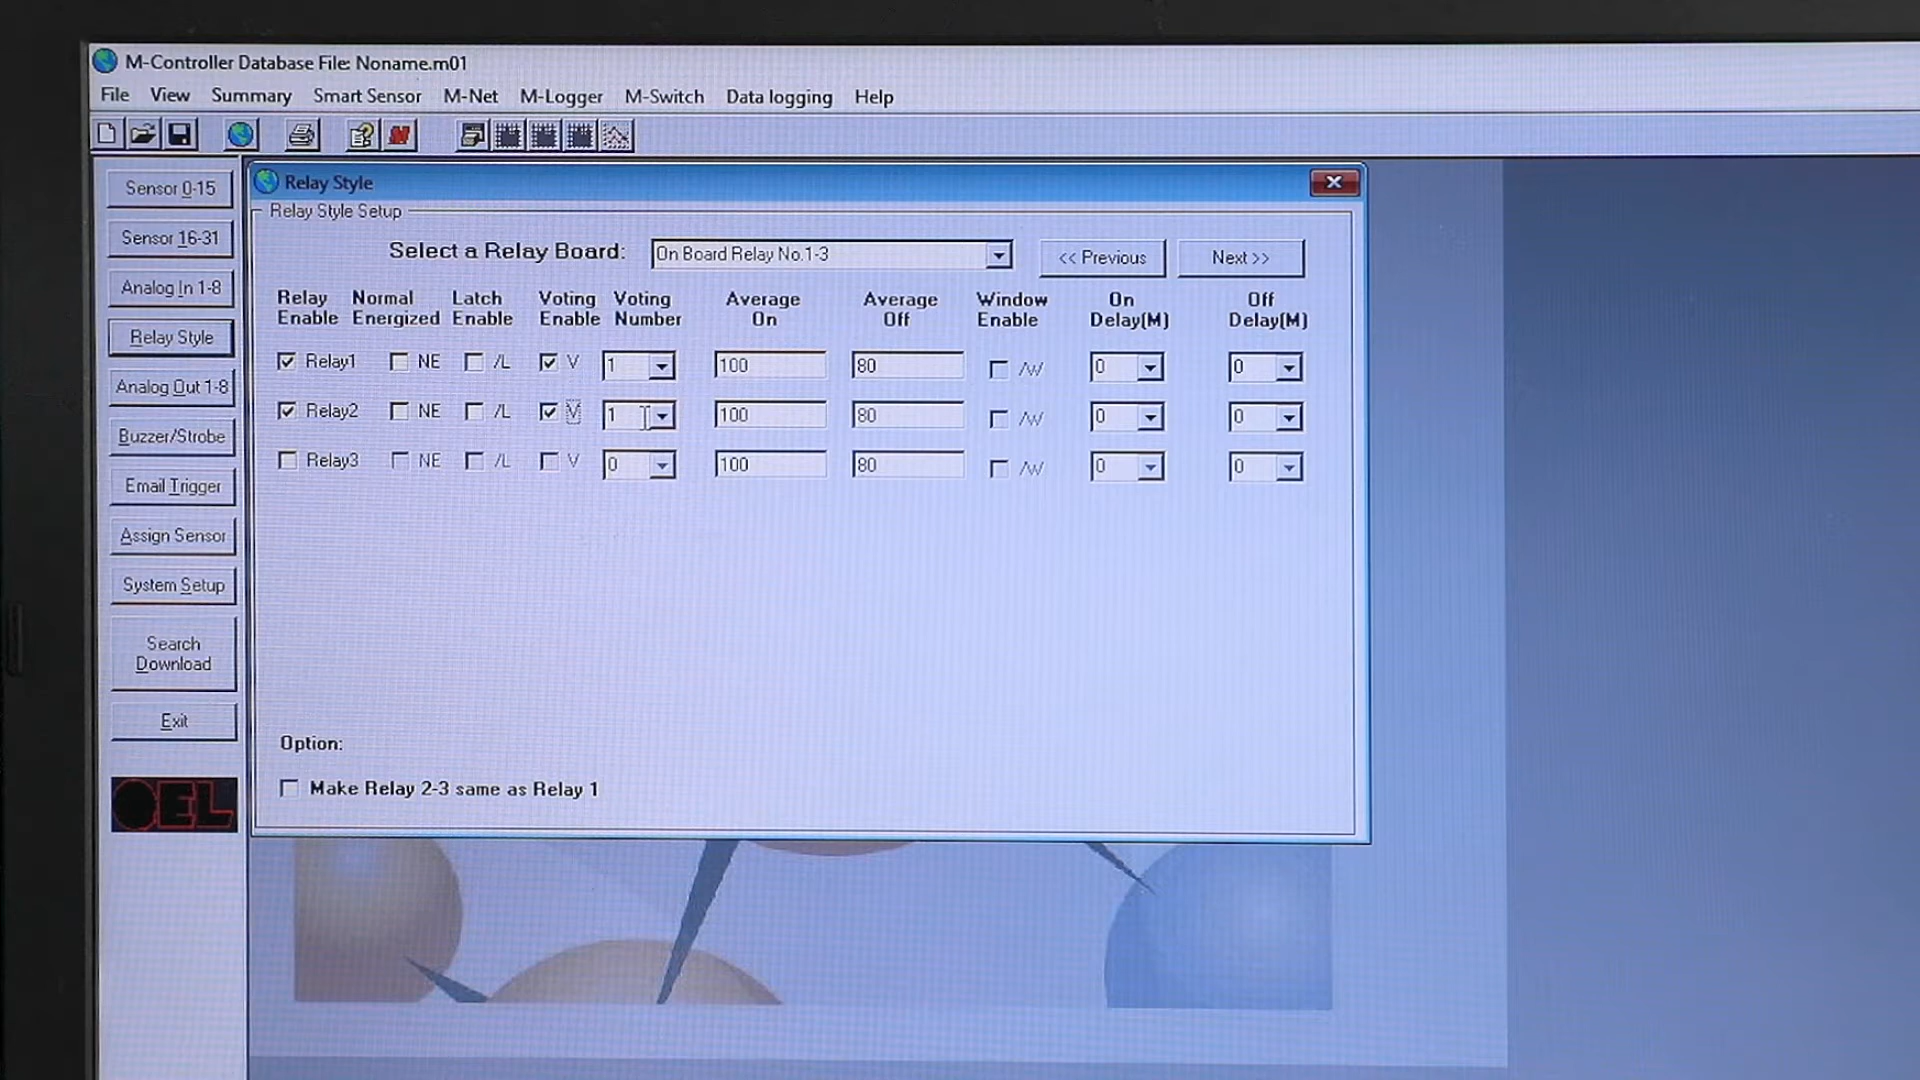 M-Controller Database File: Noname.m01
File View Summary Smart Sensor M-Net M-Logger M-Switch Data logging Help
Sensor 0-15
Sensor 16-31
Analog In 1-8
Relay Style
Analog Out 1-8
Buzzer/Strobe
Email Trigger
Assign Sensor
System Setup
Search
Download
Exit
OEL
Relay Style
Relay Style Setup
Select a Relay Board: On Board Relay No.1-3 << Previous Next >>
Relay Normal Latch Voting Voting Average Average Window On Off
Enable Energized Enable Enable Number On Off Enable Delay(M) Delay(M)
Relay1 NE /L V 1 100 80 /W 0 0
Relay2 NE /L V 1 100 80 /W 0 0
Relay3 NE /L V 0 100 80 /W 0 0
Option:
Make Relay 2-3 same as Relay 1